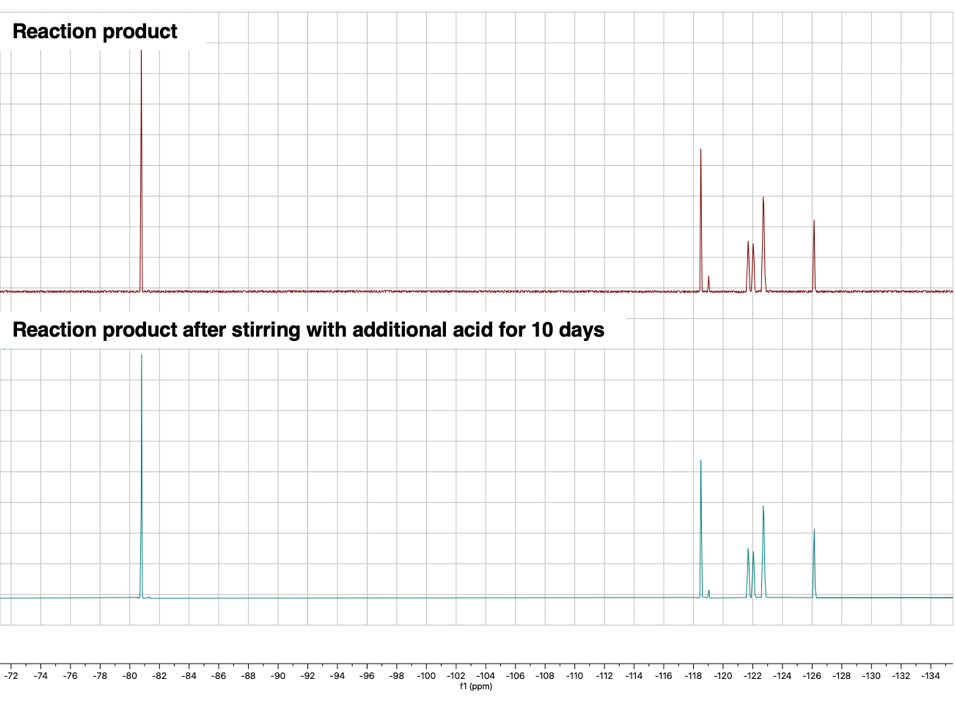 Reaction product
Reaction product after stirring with additional acid for 10 days
-72 -74 -76 -78 -80 -82 -84 -86 -88 -90 -92 -94 -96 -98 -100 -102 -104 -106 -108 -110 -112 -114 -116 -118 -120 -122 -124 -126 -128 -130 -132 -134
f1 (ppm)